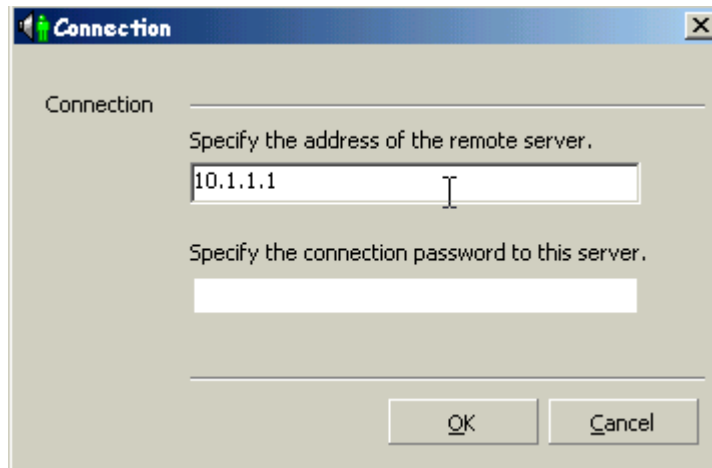 Connection
Connection
Specify the address of the remote server.
10.1.1.1
Specify the connection password to this server.
OK
Cancel